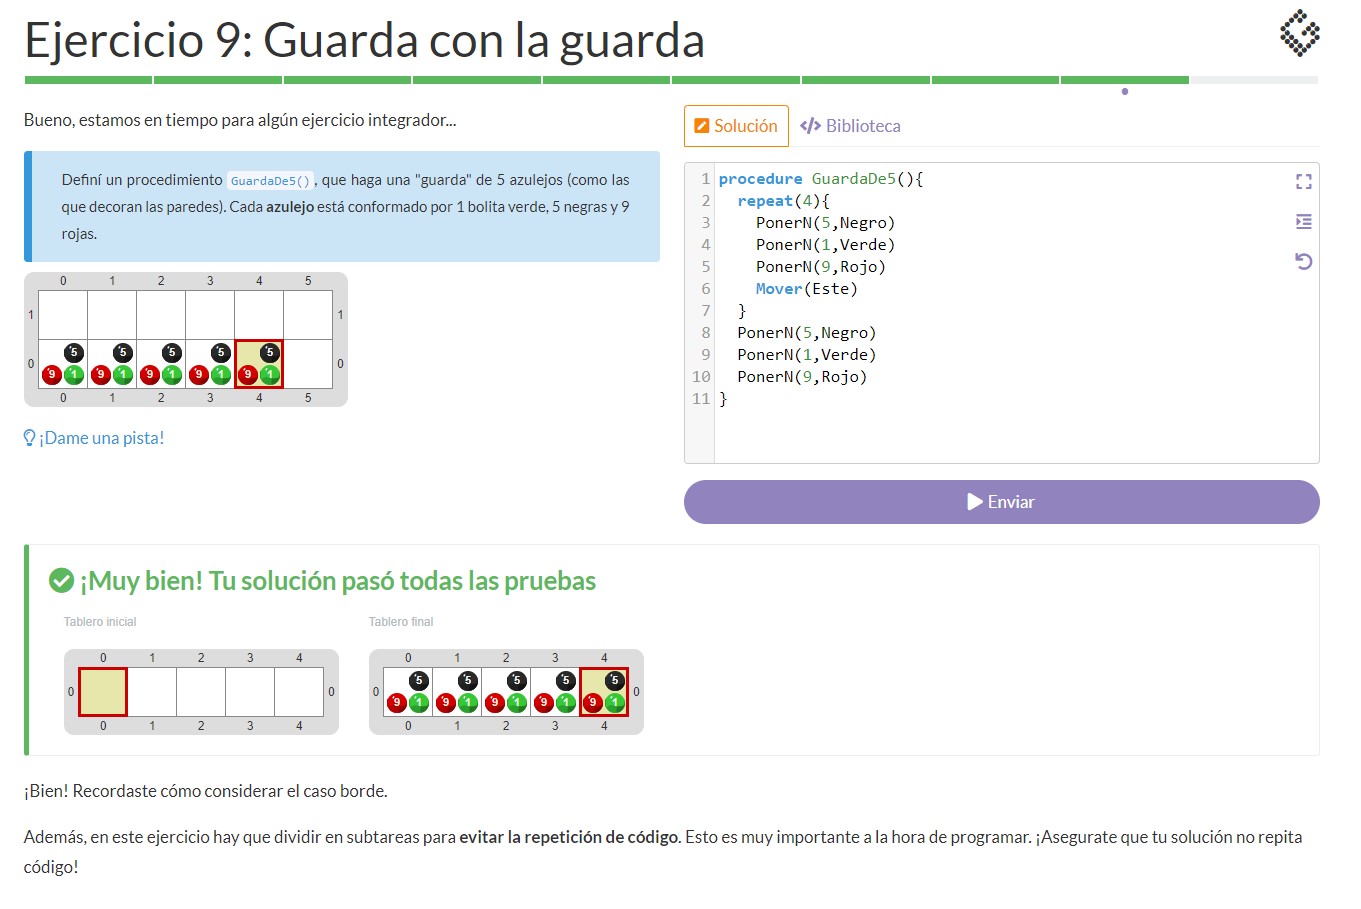 Ejercicio 9: Guarda con la guarda
Bueno, estamos en tiempo para algún ejercicio integrador...
Definí un procedimiento GuardaDe5(), que haga una "guarda" de 5 azulejos (como las
que decoran las paredes). Cada azulejo está conformado por 1 bolita verde, 5 negras y 9
rojas.
0 1 2 3 4 5
1 1
5 5 5 5 5
0 9 1 9 1 9 1 9 1 9 1 0
0 1 2 3 4 5
¡Dame una pista!
Solución </> Biblioteca
1 procedure GuardaDe5(){
2 repeat(4){
3 PonerN(5,Negro)
4 PonerN(1,Verde)
5 PonerN(9,Rojo)
6 Mover(Este)
7 }
8 PonerN(5,Negro)
9 PonerN(1,Verde)
10 PonerN(9,Rojo)
11 }
Enviar
¡Muy bien! Tu solución pasó todas las pruebas
Tablero inicial
0 1 2 3 4
0 0
0 1 2 3 4
Tablero final
0 1 2 3 4
5 5 5 5 5
0 9 1 9 1 9 1 9 1 9 1 0
0 1 2 3 4
¡Bien! Recordaste cómo considerar el caso borde.
Además, en este ejercicio hay que dividir en subtareas para evitar la repetición de código. Esto es muy importante a la hora de programar. ¡Asegurate que tu solución no repita
código!